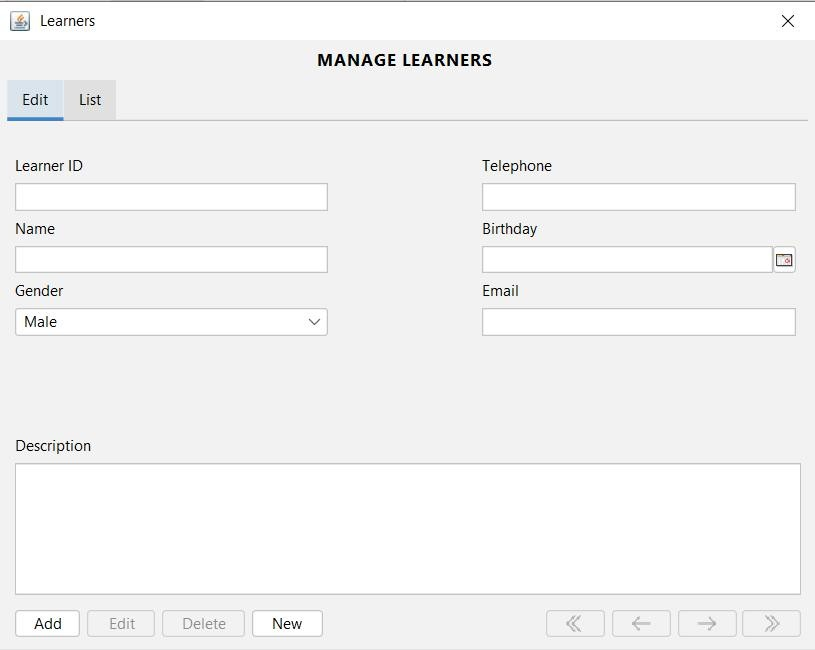 Learners
MANAGE LEARNERS
Edit List
Learner ID Telephone
Name Birthday
Gender Email
Male
Description
Add Edit Delete New